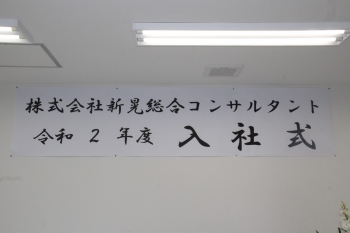 株式会社新晃総合コンサルタント
令和 2 年度 入社式